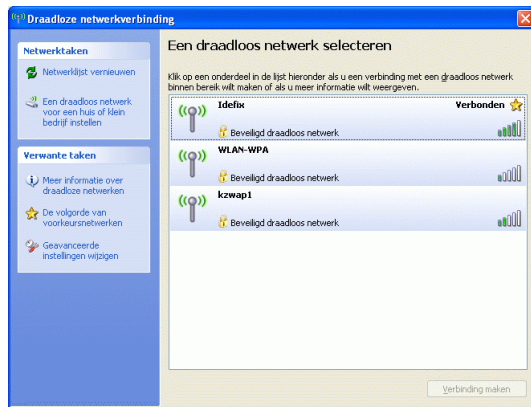 Draadloze netwerkverbinding
Netwerktaken
Netwerklijst vernieuwen
Een draadloos netwerk
voor een huis of klein
bedrijf instellen
Verwante taken
Meer informatie over
draadloze netwerken
De volgorde van
voorkeursnetwerken
Geavanceerde
instellingen wijzigen
Een draadloos netwerk selecteren
Klik op een onderdeel in de lijst hieronder als u een verbinding met een draadloos netwerk
binnen bereik wilt maken of als u meer informatie wilt weergeven.
Idefix Verbonden
Beveiligd draadloos netwerk
WLAN-WPA
Beveiligd draadloos netwerk
kzwap1
Beveiligd draadloos netwerk
Verbinding maken